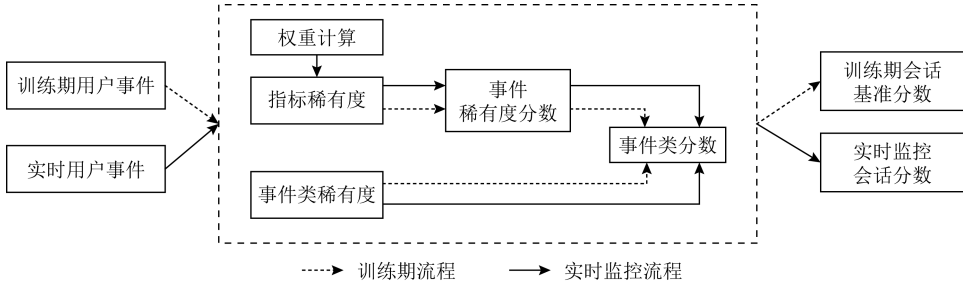 权重计算
训练期用户事件
指标稀有度
事件
稀有度分数
训练期会话
基准分数
事件类分数
实时用户事件
事件类稀有度
实时监控
会话分数
训练期流程
实时监控流程